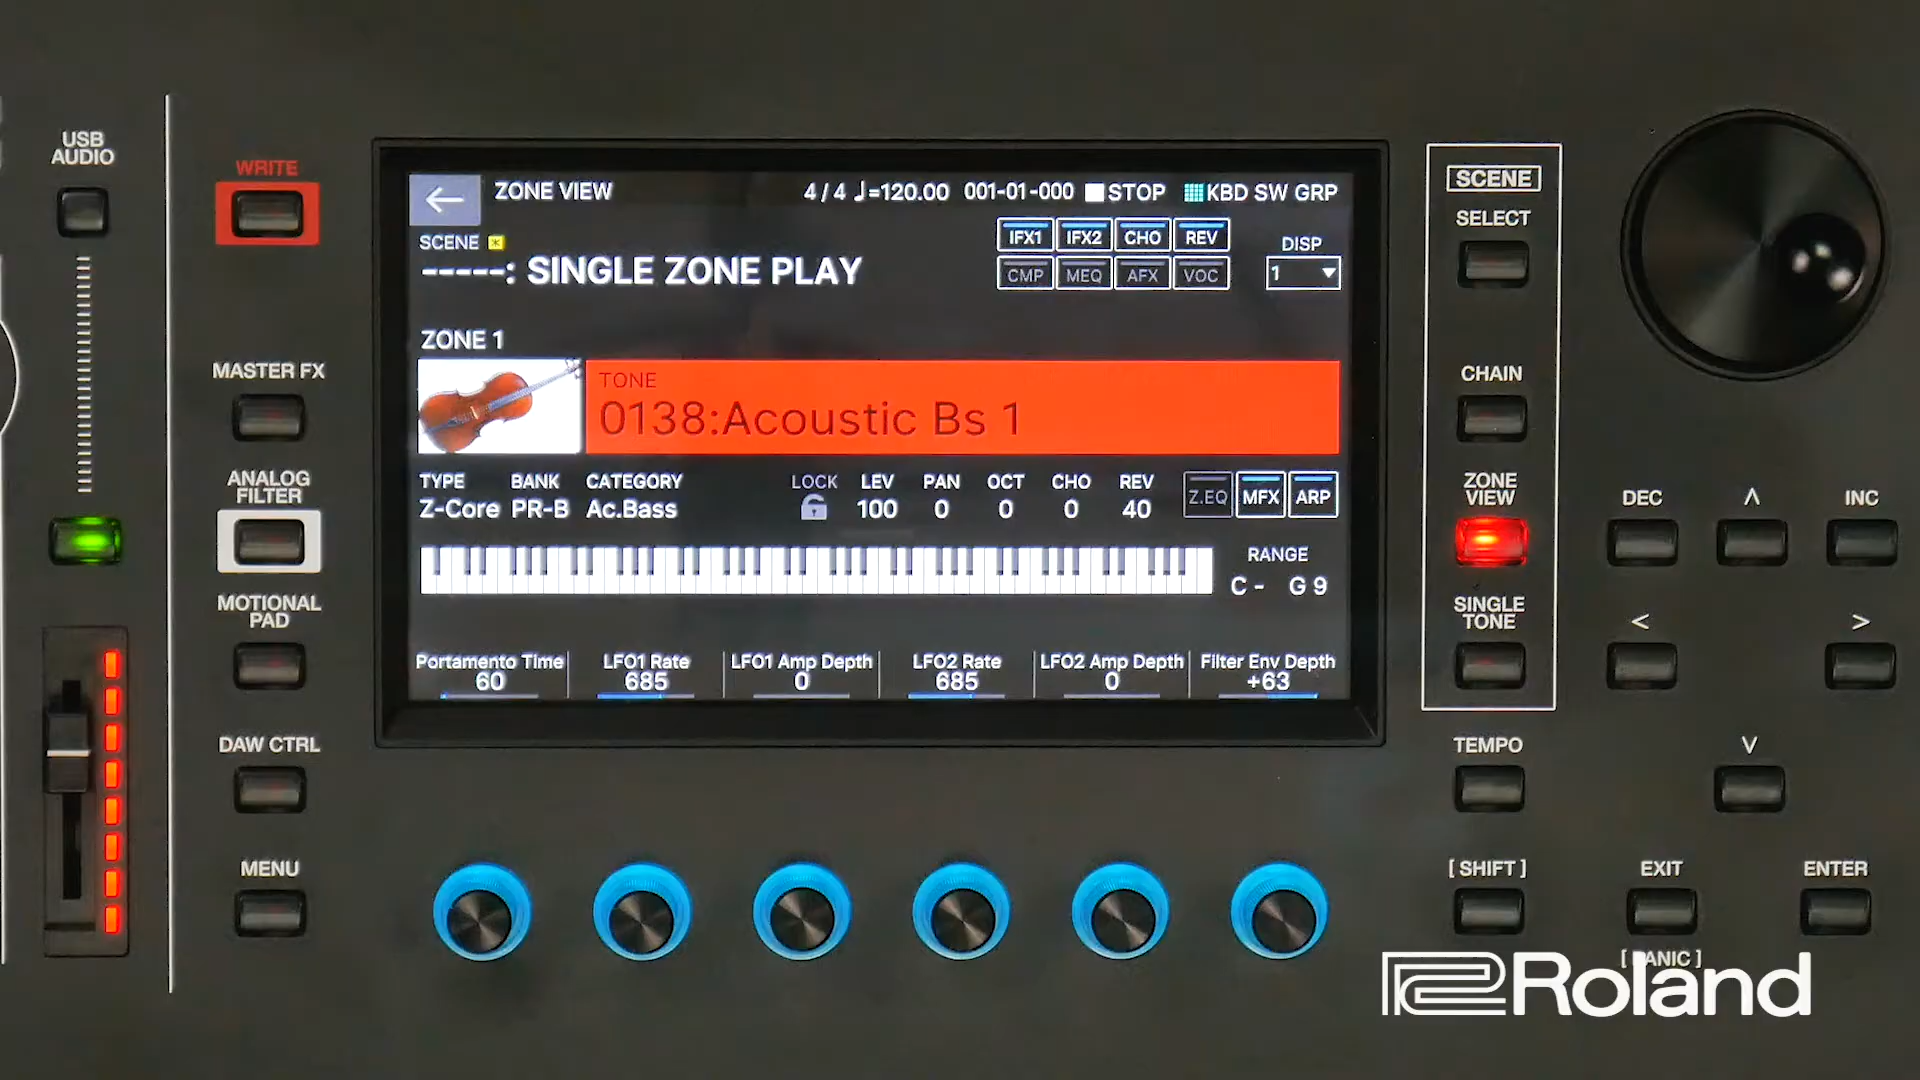 USB
AUDIO
WRITE
MASTER FX
ANALOG
FILTER
MOTIONAL
PAD
DAW CTRL
MENU
ZONE VIEW
4/4 ♩=120.00 001-01-000 STOP KBD SW GRP
SCENE *
IFX1 IFX2 CHO REV
CMP MEQ AFX VOC
DISP
1
-----: SINGLE ZONE PLAY
ZONE 1
TONE
0138:Acoustic Bs 1
TYPE BANK CATEGORY LOCK LEV PAN OCT CHO REV
Z-Core PR-B Ac.Bass 100 0 0 0 40
Z.EQ MFX ARP
RANGE
C - G 9
Portamento Time LFO1 Rate LFO1 Amp Depth LFO2 Rate LFO2 Amp Depth Filter Env Depth
60 685 0 685 0 +63
SCENE
SELECT
CHAIN
ZONE
VIEW
SINGLE
TONE
TEMPO
[ SHIFT ]
DEC ∧ INC
< >
∨
EXIT ENTER
[ PANIC ]
Roland